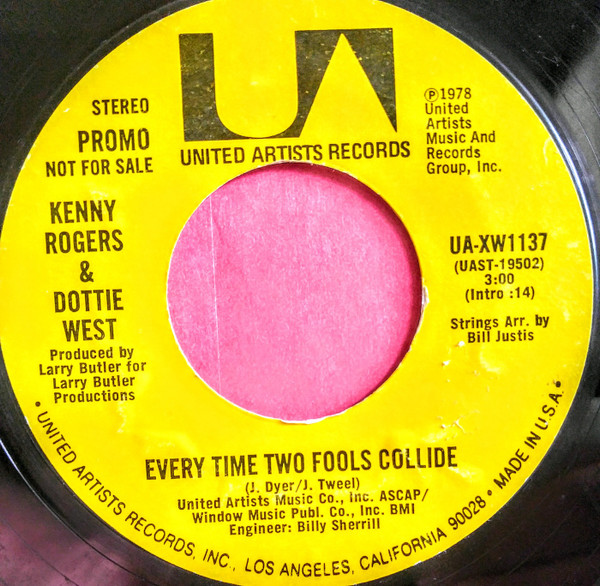 UA
UNITED ARTISTS RECORDS
STEREO
PROMO
NOT FOR SALE
℗1978
United
Artists
Music And
Records
Group, Inc.
KENNY
ROGERS
&
DOTTIE
WEST
Produced by
Larry Butler for
Larry Butler
Productions
UA-XW1137
(UAST-19502)
3:00
(Intro :14)
Strings Arr. by
Bill Justis
EVERY TIME TWO FOOLS COLLIDE
(J. Dyer/J. Tweel)
United Artists Music Co., Inc. ASCAP/
Window Music Publ. Co., Inc. BMI
Engineer: Billy Sherrill
• UNITED ARTISTS RECORDS, INC., LOS ANGELES, CALIFORNIA 90028 • MADE IN U.S.A. •